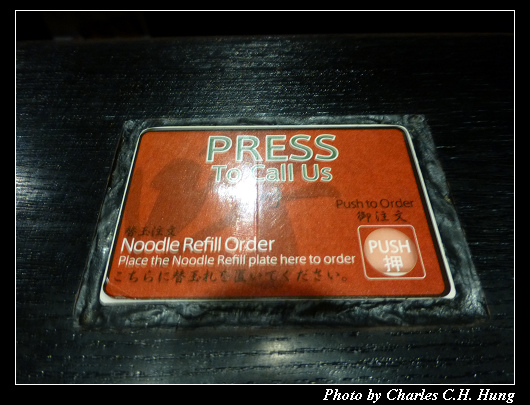 PRESS
To Call Us
Push to Order
御注文
替玉注文
Noodle Refill Order
PUSH
押
Place the Noodle Refill plate here to order
こちらに替玉札を置いてください。
Photo by Charles C.H. Hung